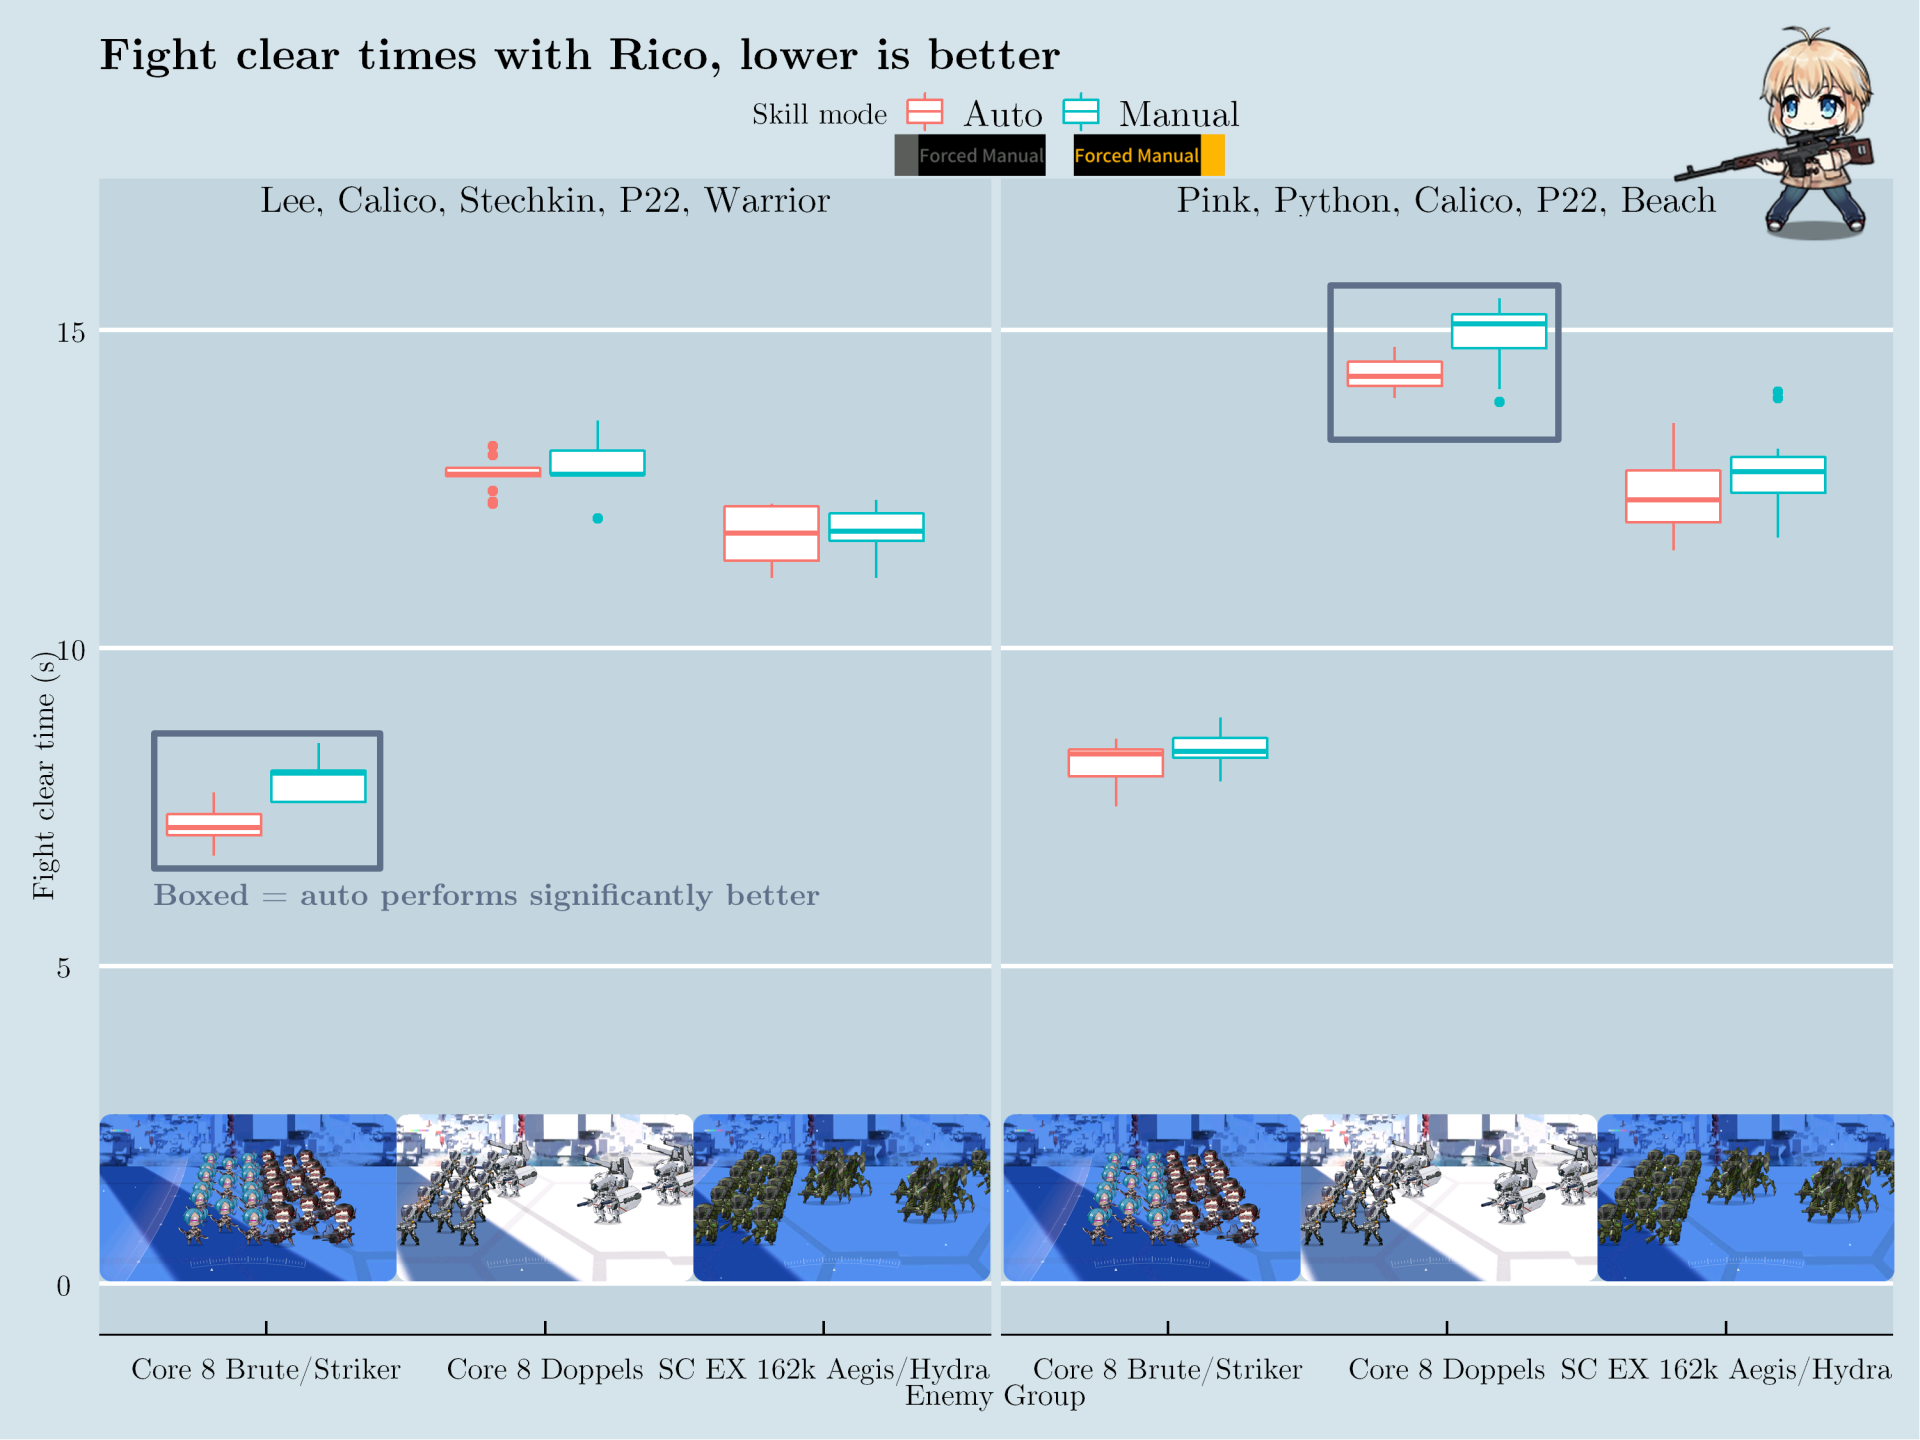 Fight clear times with Rico, lower is better
Skill mode Auto Manual
Forced Manual Forced Manual
Lee, Calico, Stechkin, P22, Warrior
Pink, Python, Calico, P22, Beach
Fight clear time (s)
15
10
5
0
Boxed = auto performs significantly better
Core 8 Brute/Striker Core 8 Doppels SC EX 162k Aegis/Hydra
Core 8 Brute/Striker Core 8 Doppels SC EX 162k Aegis/Hydra
Enemy Group